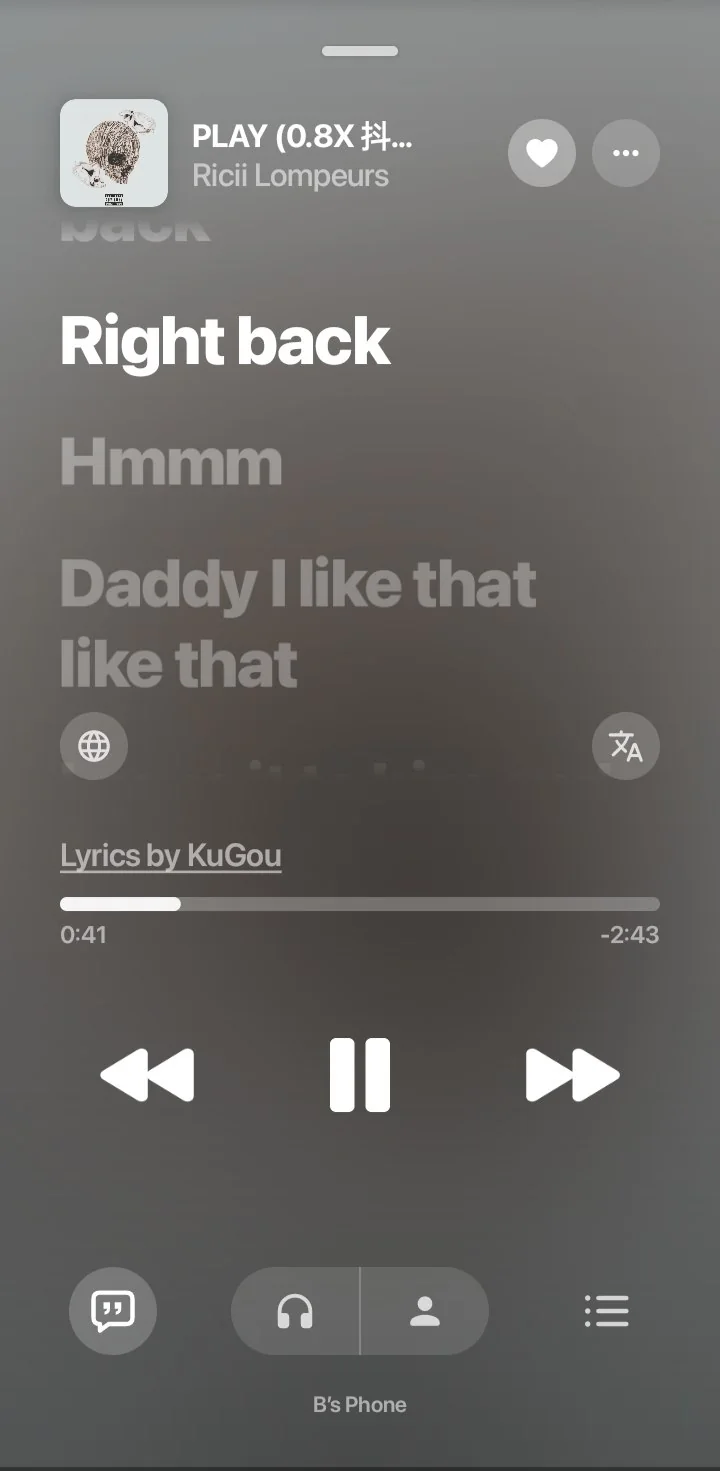 PLAY (0.8X 抖...
Ricii Lompeurs
back
Right back
Hmmm
Daddy I like that
like that
Lyrics by KuGou
0:41
-2:43
B's Phone